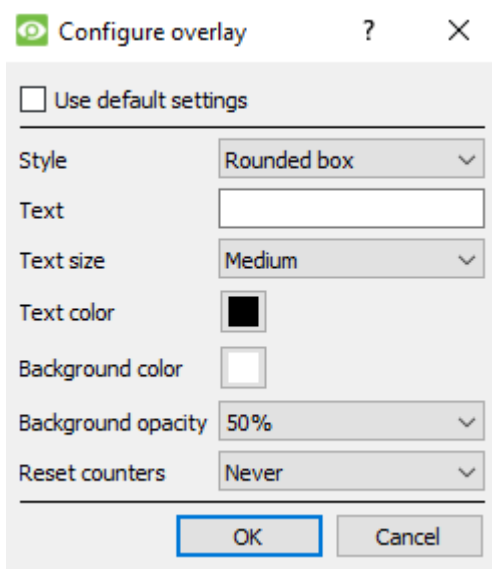 Configure overlay ?
Use default settings
Style Rounded box
Text
Text size Medium
Text color
Background color
Background opacity 50%
Reset counters Never
OK Cancel